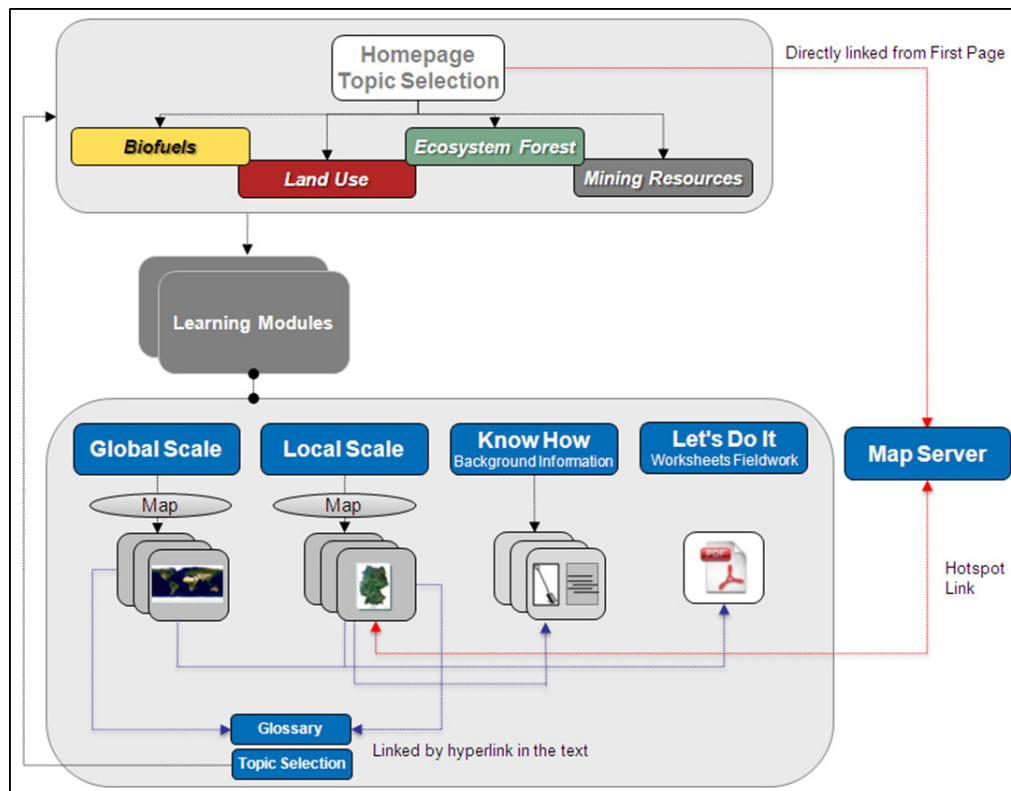 Homepage
Topic Selection
Directly linked from First Page
Biofuels
Land Use
Ecosystem Forest
Mining Resources
Learning Modules
Global Scale
Local Scale
Know How
Background Information
Let's Do It
Worksheets Fieldwork
Map Server
Map
Map
PDF
Hotspot
Link
Glossary
Linked by hyperlink in the text
Topic Selection